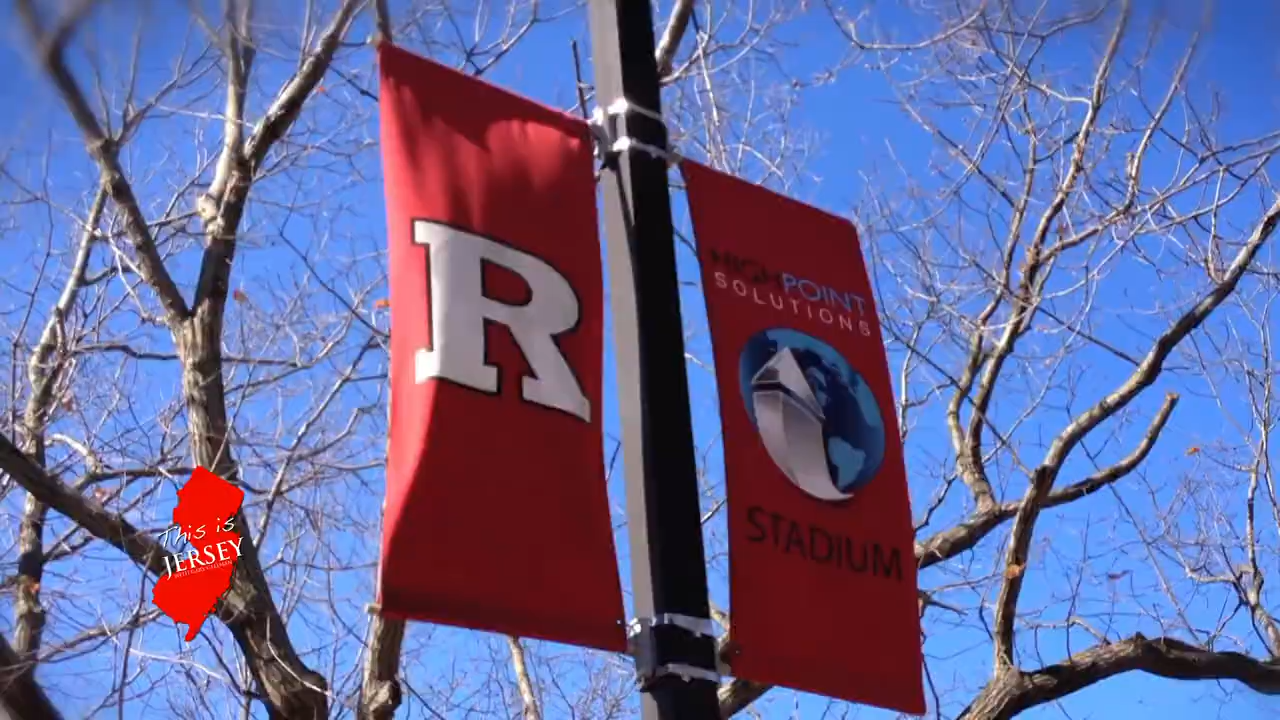 R
HIGHPOINT
SOLUTIONS
STADIUM
This is
JERSEY